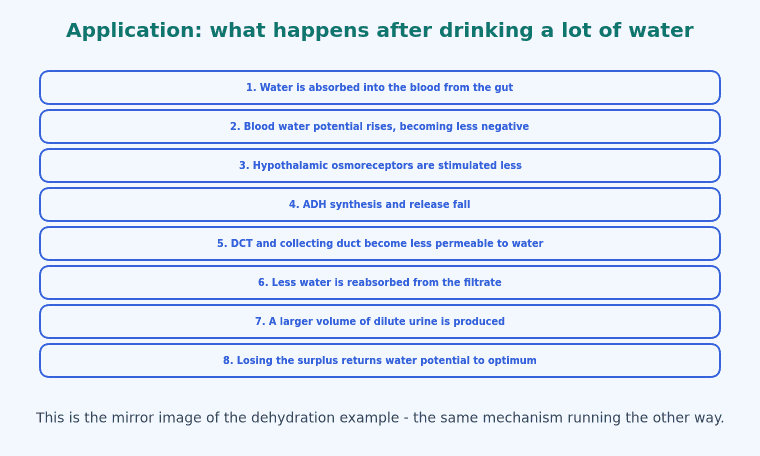 Application: what happens after drinking a lot of water
1. Water is absorbed into the blood from the gut
2. Blood water potential rises, becoming less negative
3. Hypothalamic osmoreceptors are stimulated less
4. ADH synthesis and release fall
5. DCT and collecting duct become less permeable to water
6. Less water is reabsorbed from the filtrate
7. A larger volume of dilute urine is produced
8. Losing the surplus returns water potential to optimum
This is the mirror image of the dehydration example - the same mechanism running the other way.